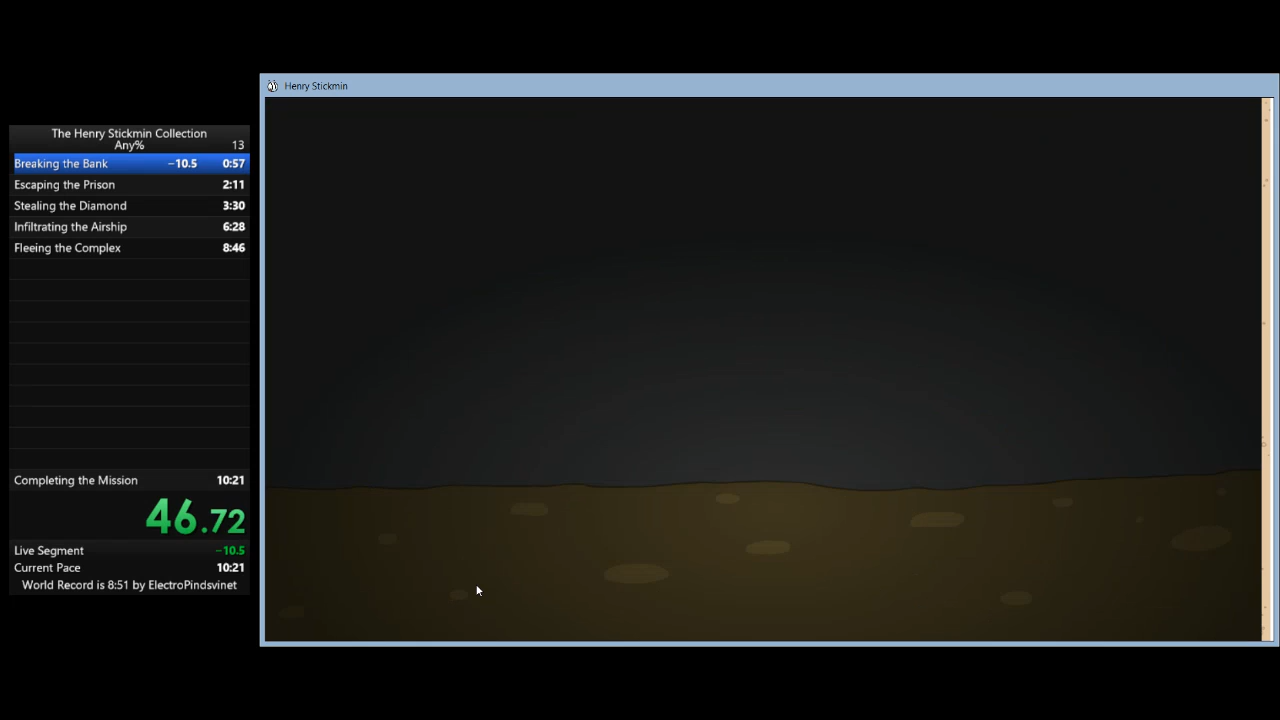 The Henry Stickmin Collection
Any% 13
Breaking the Bank −10.5 0:57
Escaping the Prison 2:11
Stealing the Diamond 3:30
Infiltrating the Airship 6:28
Fleeing the Complex 8:46
Completing the Mission 10:21
46.72
Live Segment −10.5
Current Pace 10:21
World Record is 8:51 by ElectroPindsvinet
Henry Stickmin